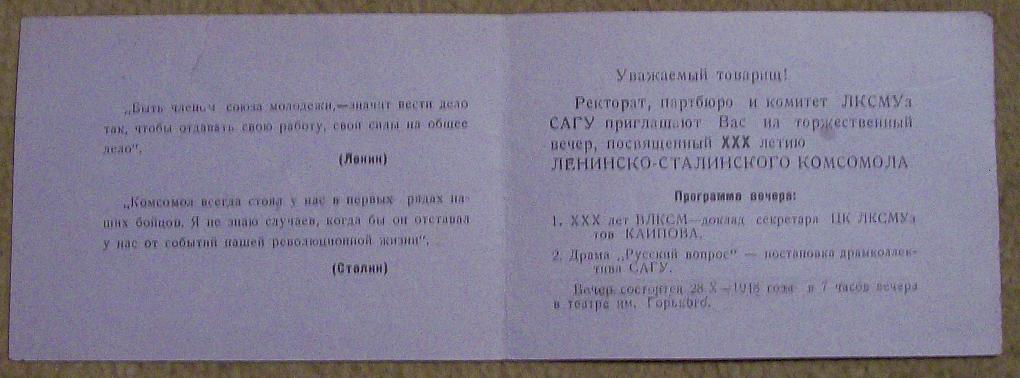 „Быть членом союза молодежи,—значит вести дело
так, чтобы отдавать свою работу, свои силы на общее
дело“.
(Ленин)
„Комсомол всегда стоял у нас в первых рядах на-
ших бойцов. Я не знаю случаев, когда бы он отставал
у нас от событий нашей революционной жизни“.
(Сталин)
Уважаемый товарищ!
Ректорат, партбюро и комитет ЛКСМУз
САГУ приглашают Вас на торжественный
вечер, посвященный XXX летию
ЛЕНИНСКО-СТАЛИНСКОГО КОМСОМОЛА
Программа вечера:
1. XXX лет ВЛКСМ—доклад секретаря ЦК ЛКСМУз
тов КАИПОВА.
2. Драма „Русский вопрос“ — постановка драмколлек-
тива САГУ.
Вечер состоится 28 X—1948 года в 7 часов вечера
в театре им. Горького.